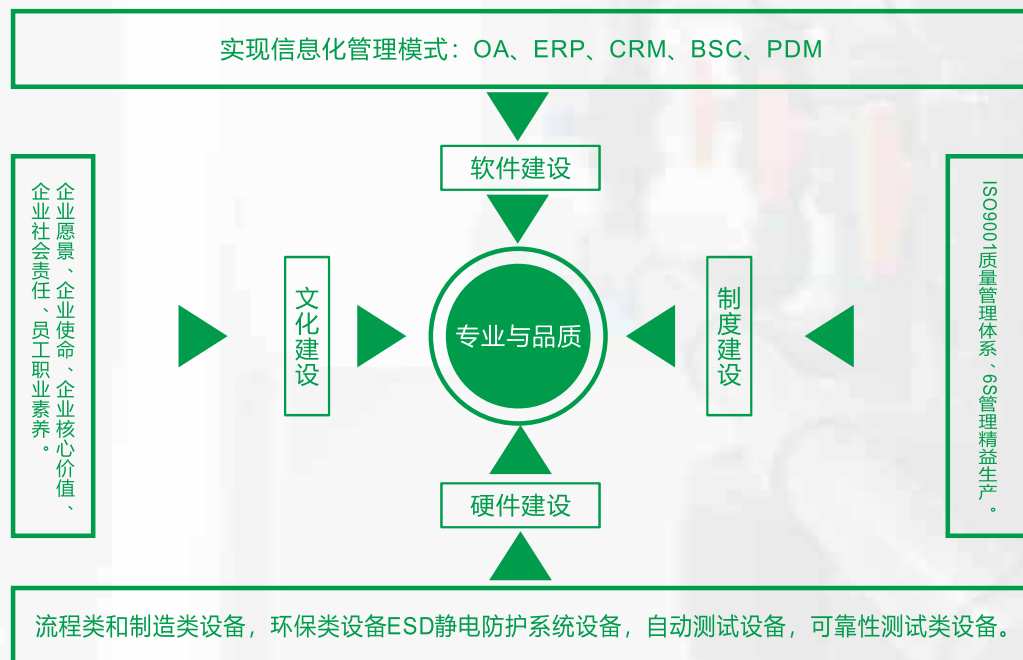 实现信息化管理模式：OA、ERP、CRM、BSC、PDM
软件建设
企业愿景、企业使命、企业核心价值、
企业社会责任、员工职业素养。
文化建设
专业与品质
制度建设
ISO9001质量管理体系、6S管理精益生产。
硬件建设
流程类和制造类设备，环保类设备ESD静电防护系统设备，自动测试设备，可靠性测试类设备。